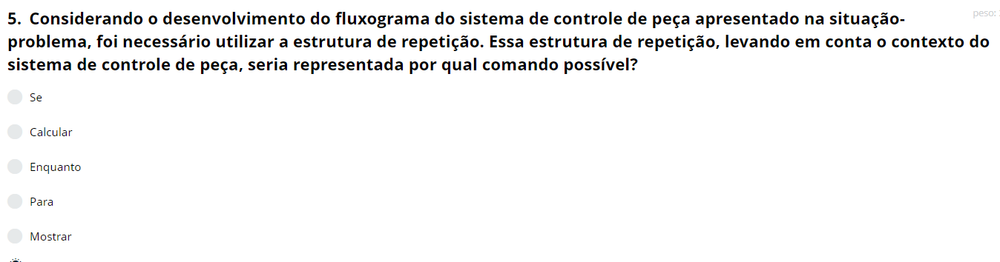 5. Considerando o desenvolvimento do fluxograma do sistema de controle de peça apresentado na situação-
peso:
problema, foi necessário utilizar a estrutura de repetição. Essa estrutura de repetição, levando em conta o contexto do
sistema de controle de peça, seria representada por qual comando possível?
Se
Calcular
Enquanto
Para
Mostrar